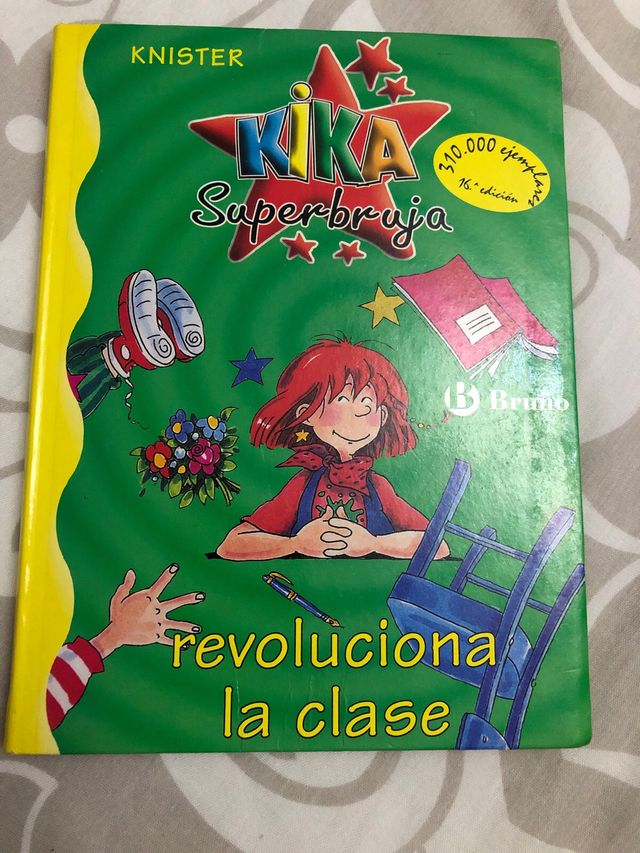 KNISTER
KIKA
Superbruja
310.000 ejemplares
16.ª edición
B Bruño
revoluciona
la clase